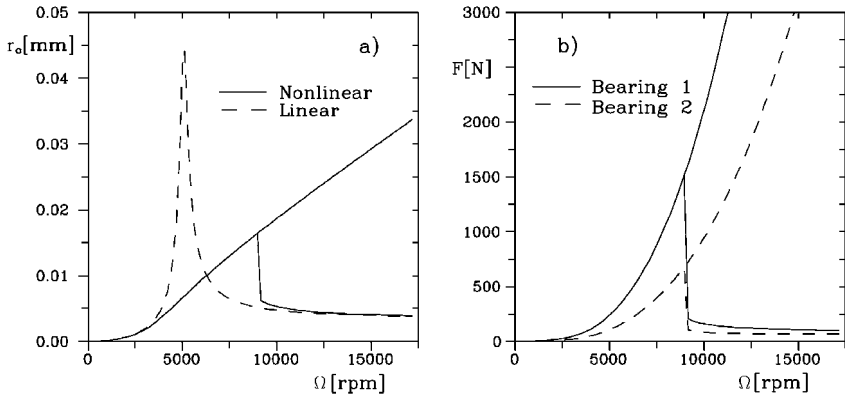 0.05
r₀[mm]
0.04
0.03
0.02
0.01
0.00
a)
Nonlinear
Linear
0
5000
10000
15000
Ω[rpm]
3000
F[N]
2500
2000
1500
1000
500
0
b)
Bearing 1
Bearing 2
0
5000
10000
15000
Ω[rpm]